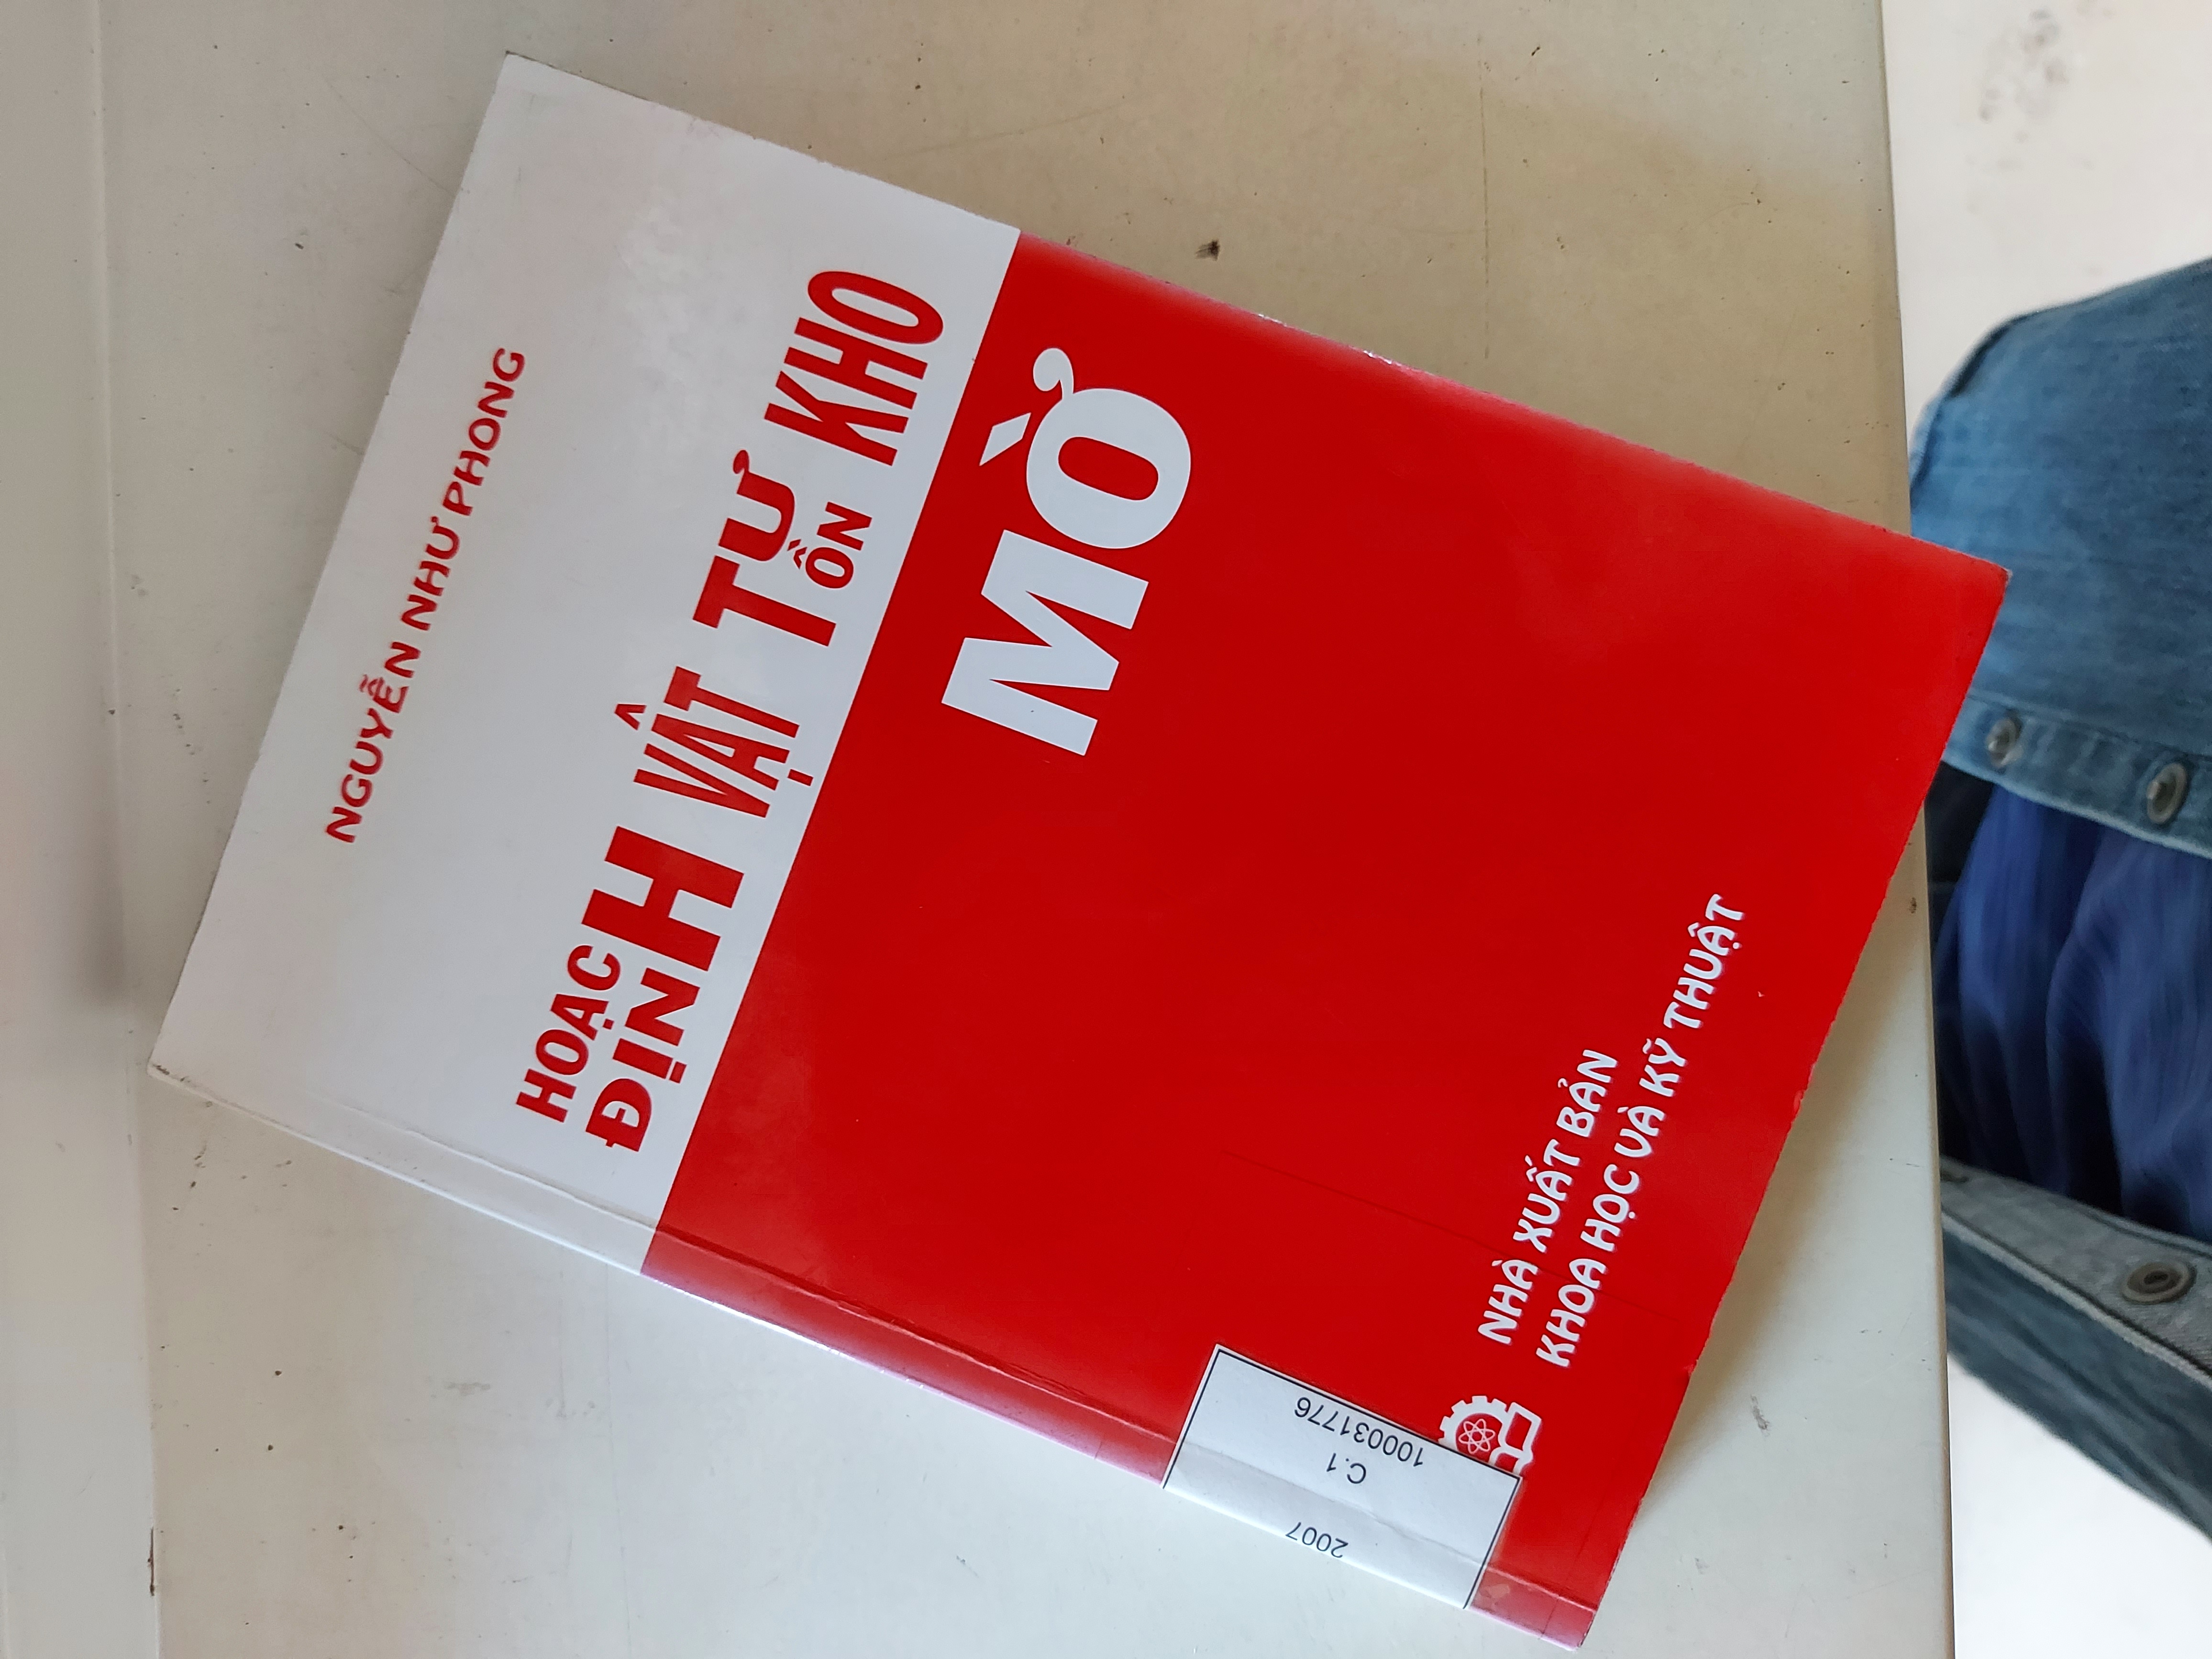 NGUYỄN NHƯ PHONG
HOẠCH
ĐỊNH VẬT TƯ
TỒN KHO
MỜ
2007
C.1
100031776
NHÀ XUẤT BẢN
KHOA HỌC VÀ KỸ THUẬT